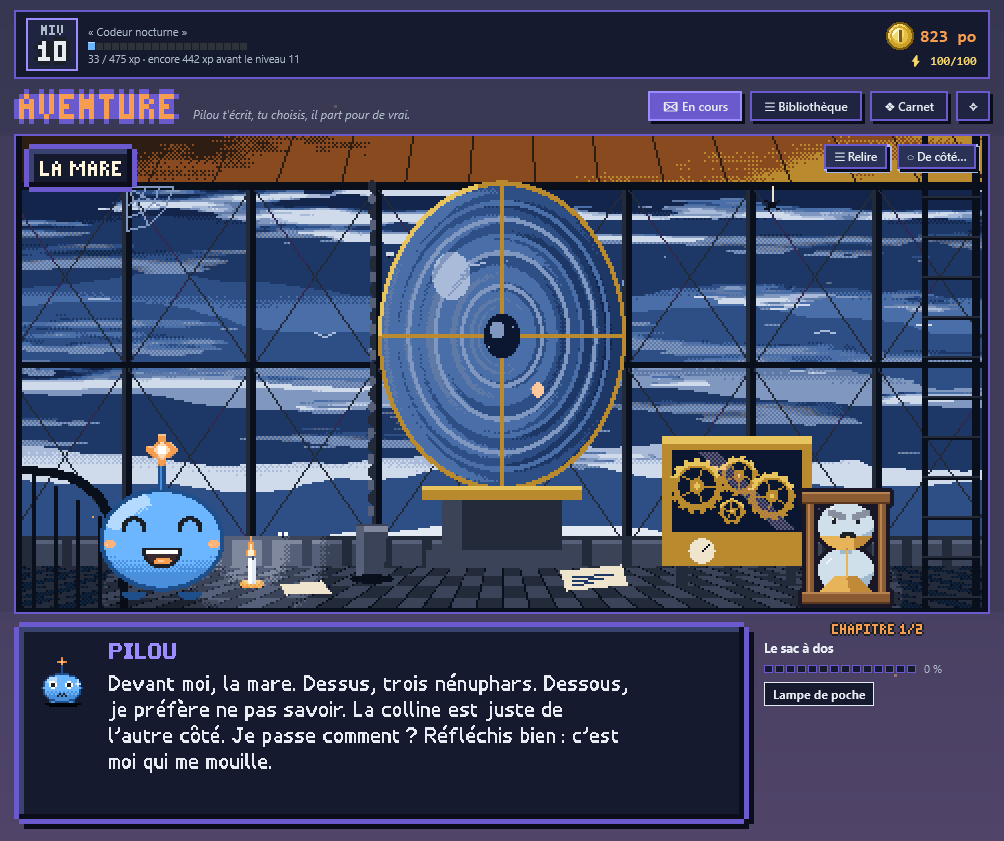 NIV
10
« Codeur nocturne »
33 / 475 xp · encore 442 xp avant le niveau 11
823 po
100/100
AVENTURE
Pilou t'écrit, tu choisis, il part pour de vrai.
En cours
Bibliothèque
Carnet
LA MARE
Relire
De côté...
PILOU
Devant moi, la mare. Dessus, trois nénuphars. Dessous,
je préfère ne pas savoir. La colline est juste de
l'autre côté. Je passe comment ? Réfléchis bien : c'est
moi qui me mouille.
CHAPITRE 1/2
Le sac à dos
0 %
Lampe de poche